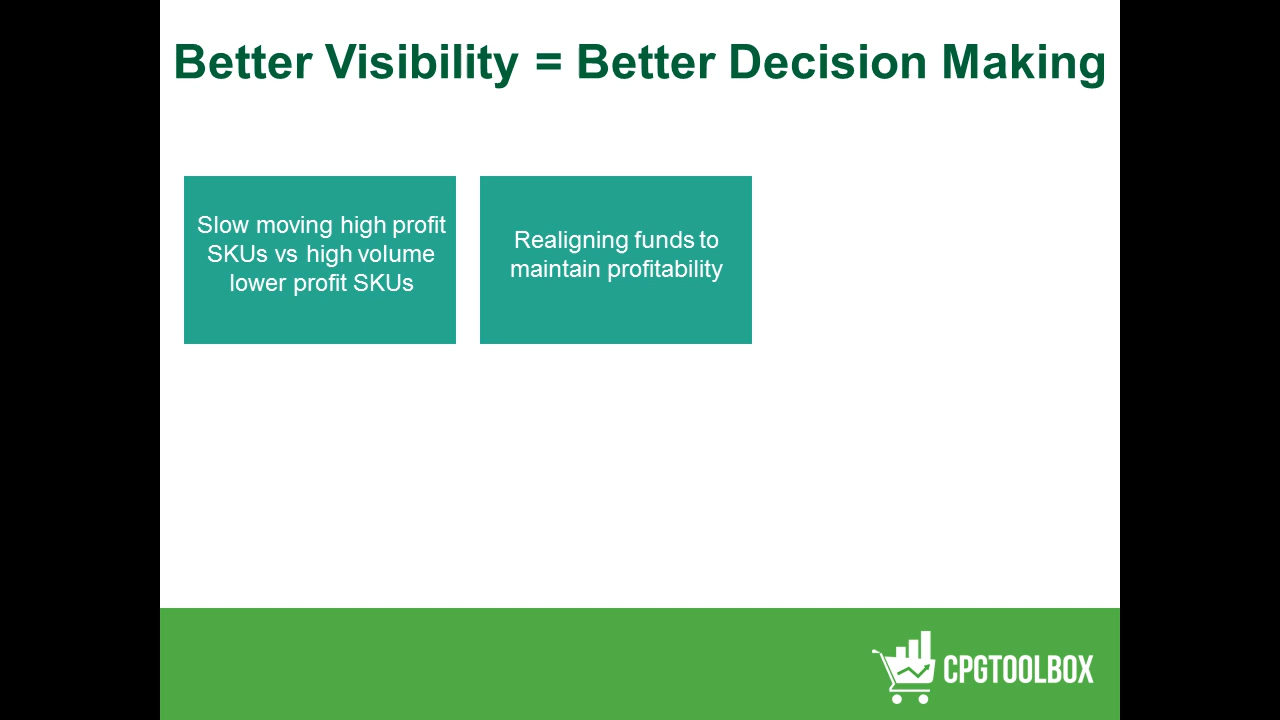 Better Visibility = Better Decision Making
Slow moving high profit
SKUs vs high volume
lower profit SKUs
Realigning funds to
maintain profitability
CPGTOOLBOX